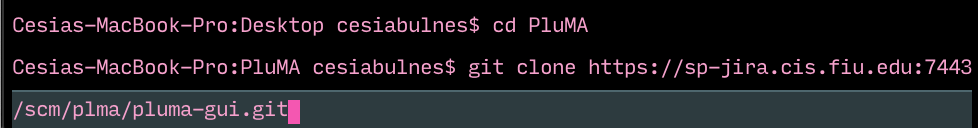 Cesias-MacBook-Pro:Desktop cesiabulnes$ cd PluMA
Cesias-MacBook-Pro:PluMA cesiabulnes$ git clone https://sp-jira.cis.fiu.edu:7443
/scm/plma/pluma-gui.git